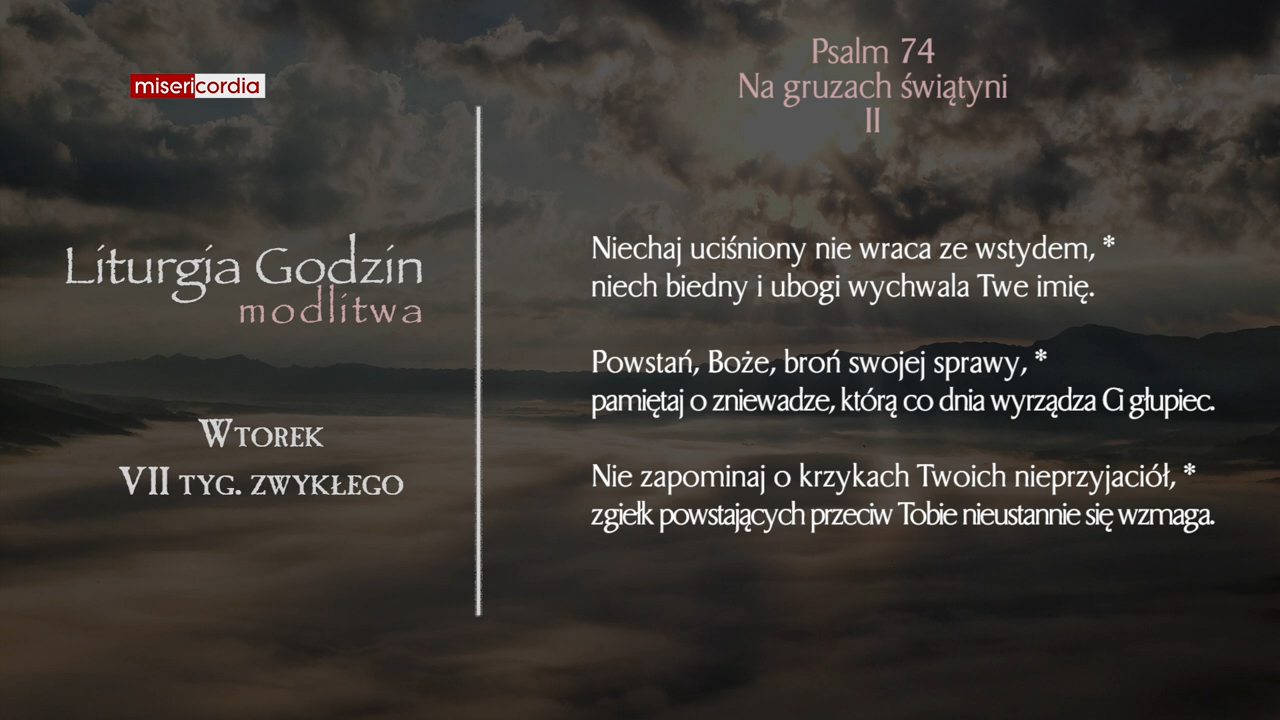 misericordia
Liturgia Godzin
modlitwa
Wtorek
VII tyg. zwykłego
Psalm 74
Na gruzach świątyni
II
Niechaj uciśniony nie wraca ze wstydem, *
niech biedny i ubogi wychwala Twe imię.
Powstań, Boże, broń swojej sprawy, *
pamiętaj o zniewadze, którą co dnia wyrządza Ci głupiec.
Nie zapominaj o krzykach Twoich nieprzyjaciół, *
zgiełk powstających przeciw Tobie nieustannie się wzmaga.